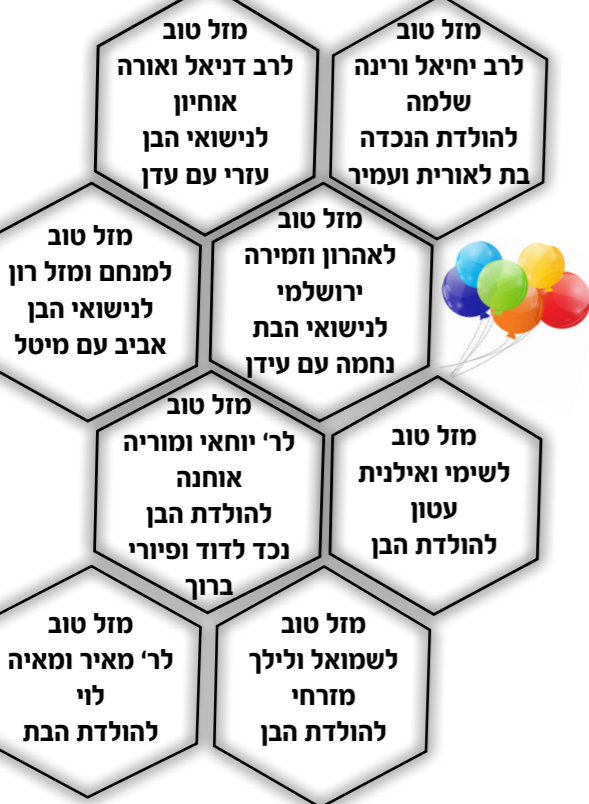 מזל טוב
לרב יחיאל ורינה
שלמה
להולדת הנכדה
בת לאורית ועמיר
מזל טוב
לרב דניאל ואורה
אוחיון
לנישואי הבן
עזרי עם עדן
מזל טוב
לאהרון וזמירה
ירושלמי
לנישואי הבת
נחמה עם עידן
מזל טוב
למנחם ומזל רון
לנישואי הבן
אביב עם מיטל
מזל טוב
לשימי ואילנית
עטון
להולדת הבן
מזל טוב
לר' יוחאי ומוריה
אוחנה
להולדת הבן
נכד לדוד ופיורי
ברוך
מזל טוב
לשמואל ולילך
מזרחי
להולדת הבן
מזל טוב
לר' מאיר ומאיה
לוי
להולדת הבת